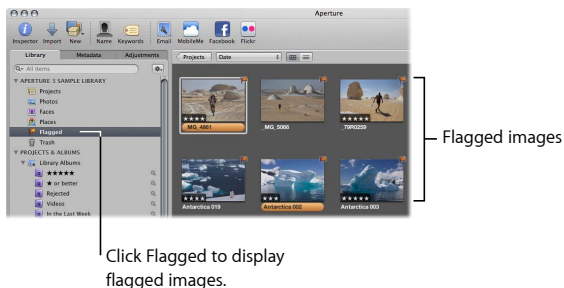 Aperture
Inspector Import New Name Keywords Email MobileMe Facebook Flickr
Library Metadata Adjustments
All items
Projects Date
APERTURE 3 SAMPLE LIBRARY
Projects
Photos
Faces
Places
Flagged
Trash
PROJECTS & ALBUMS
Library Albums
★★★★★
★ or better
Rejected
Videos
In the Last Week
★★★★★
★★★★★
★★★★★
_MG_4881 _MG_5066 _79R0259
★★★★
★★★
★★★★
Antarctica 019 Antarctica 002 Antarctica 003
Flagged images
Click Flagged to display
flagged images.